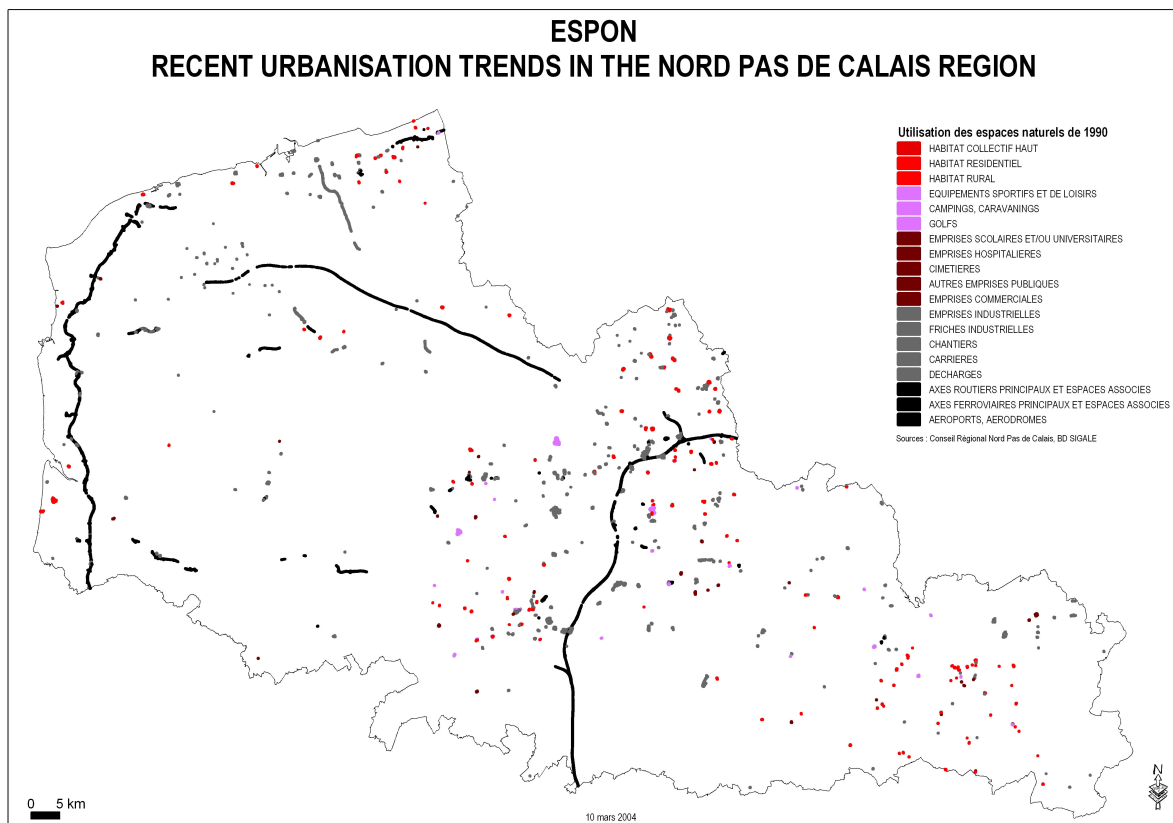 ESPON
RECENT URBANISATION TRENDS IN THE NORD PAS DE CALAIS REGION
Utilisation des espaces naturels de 1990
HABITAT COLLECTIF HAUT
HABITAT RESIDENTIEL
HABITAT RURAL
EQUIPEMENTS SPORTIFS ET DE LOISIRS
CAMPINGS, CARAVANINGS
GOLFS
EMPRISES SCOLAIRES ET/OU UNIVERSITAIRES
EMPRISES HOSPITALIERES
CIMETIERES
AUTRES EMPRISES PUBLIQUES
EMPRISES COMMERCIALES
EMPRISES INDUSTRIELLES
FRICHES INDUSTRIELLES
CHANTIERS
CARRIERES
DECHARGES
AXES ROUTIERS PRINCIPAUX ET ESPACES ASSOCIES
AXES FERROVIAIRES PRINCIPAUX ET ESPACES ASSOCIES
AEROPORTS, AERODROMES
Sources : Conseil Régional Nord Pas de Calais, BD SIGALE
N
0 5 km
10 mars 2004